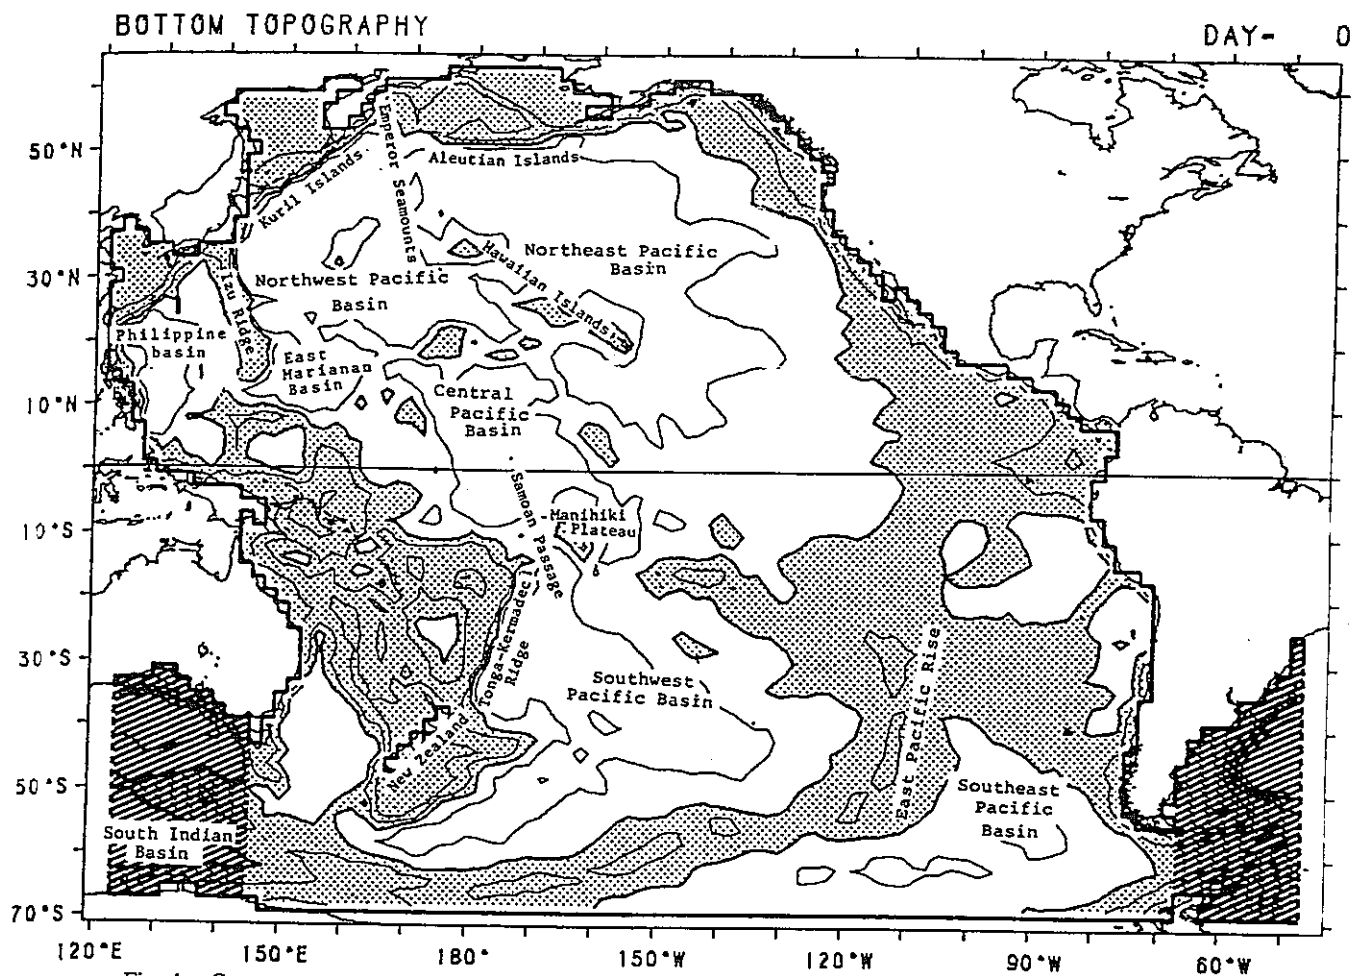 BOTTOM TOPOGRAPHY
DAY- 0
50°N
30°N
10°N
10°S
30°S
50°S
70°S
Emperor Seamounts
Aleutian Islands
Kuril Islands
Northwest Pacific
Basin
Hawaiian Islands
Northeast Pacific
Basin
Izu Ridge
Philippine
basin
East
Marianan
Basin
Central
Pacific
Basin
Samoan Passage
Manihiki
Plateau
Tonga-Kermadec
Ridge
Southwest
Pacific Basin
New Zealand
East Pacific Rise
Southeast
Pacific
Basin
South Indian
Basin
120°E
150°E
180°
150°W
120°W
90°W
60°W